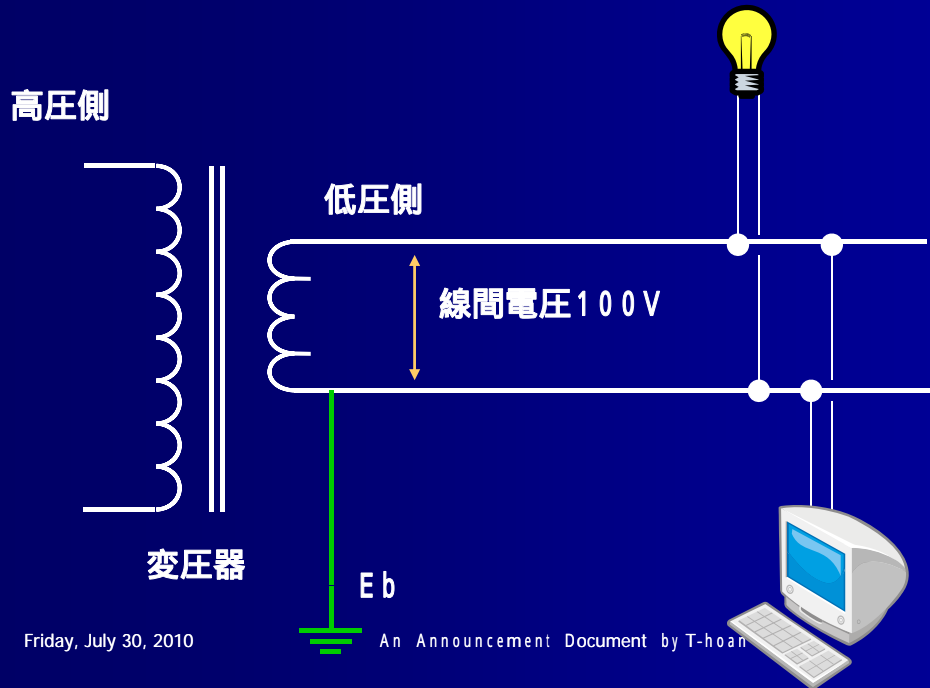 高圧側
低圧側
線間電圧100V
変圧器
Eb
Friday, July 30, 2010
An Announcement Document by T-hoan